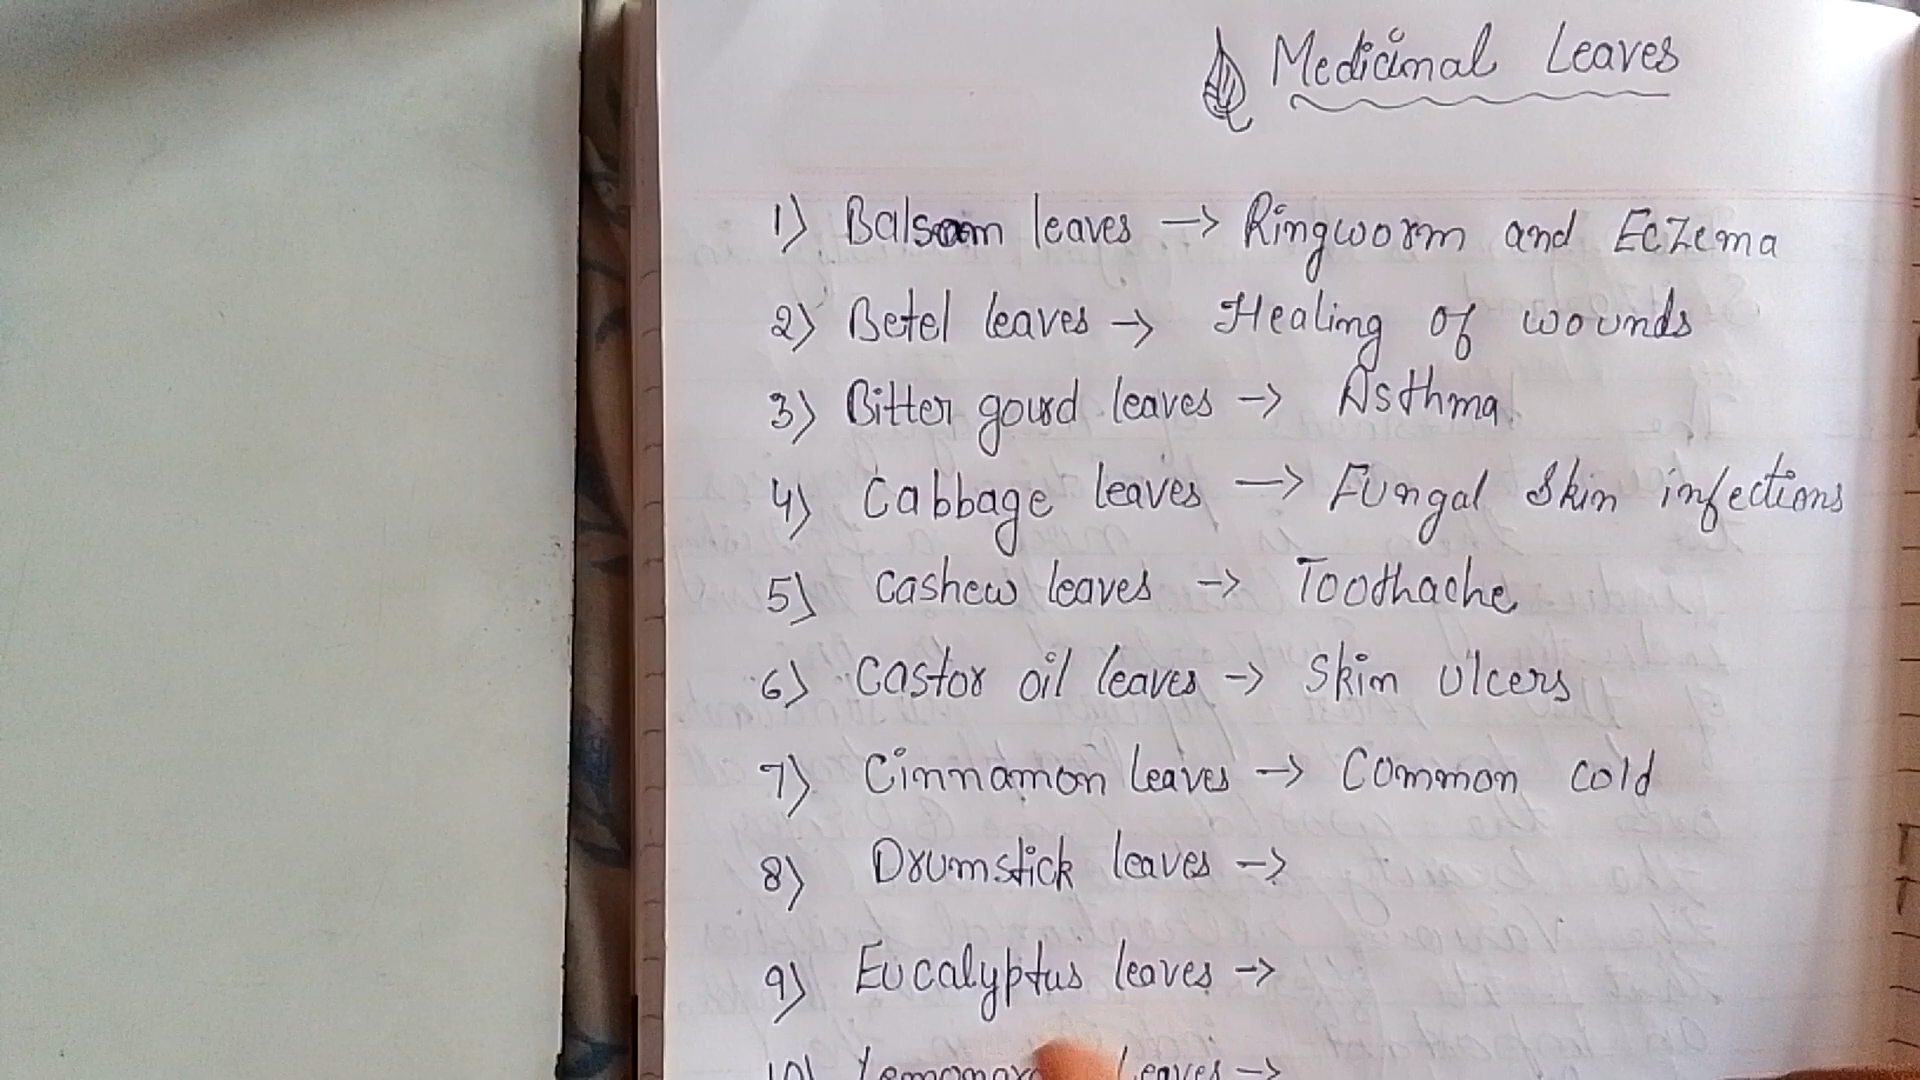 Medicinal Leaves
1) Balsam leaves → Ringworm and Eczema
2) Betel leaves → Healing of wounds
3) Bitter gourd leaves → Asthma
4) Cabbage leaves → Fungal Skin infections
5) Cashew leaves → Toothache
6) Castor oil leaves → Skin Ulcers
7) Cinnamon leaves → Common cold
8) Drumstick leaves →
9) Eucalyptus leaves →
10) leaves →